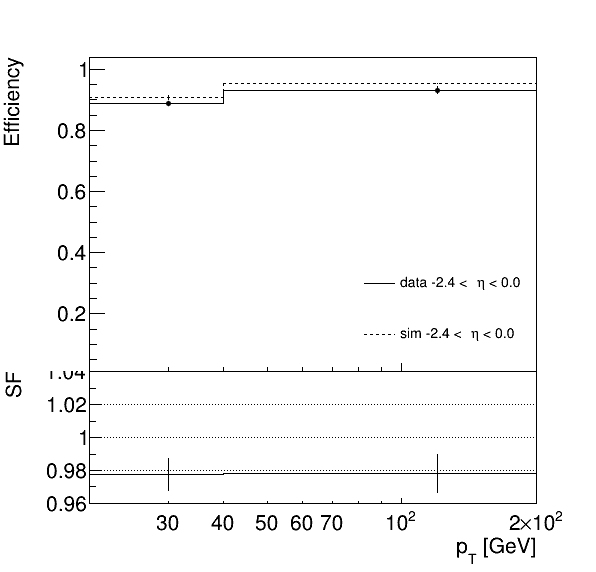 Efficiency
1
0.8
0.6
0.4
0.2
data -2.4 < η < 0.0
sim -2.4 < η < 0.0
SF
1.04
1.02
1
0.98
0.96
30 40 50 60 70 10² 2×10²
p_T [GeV]